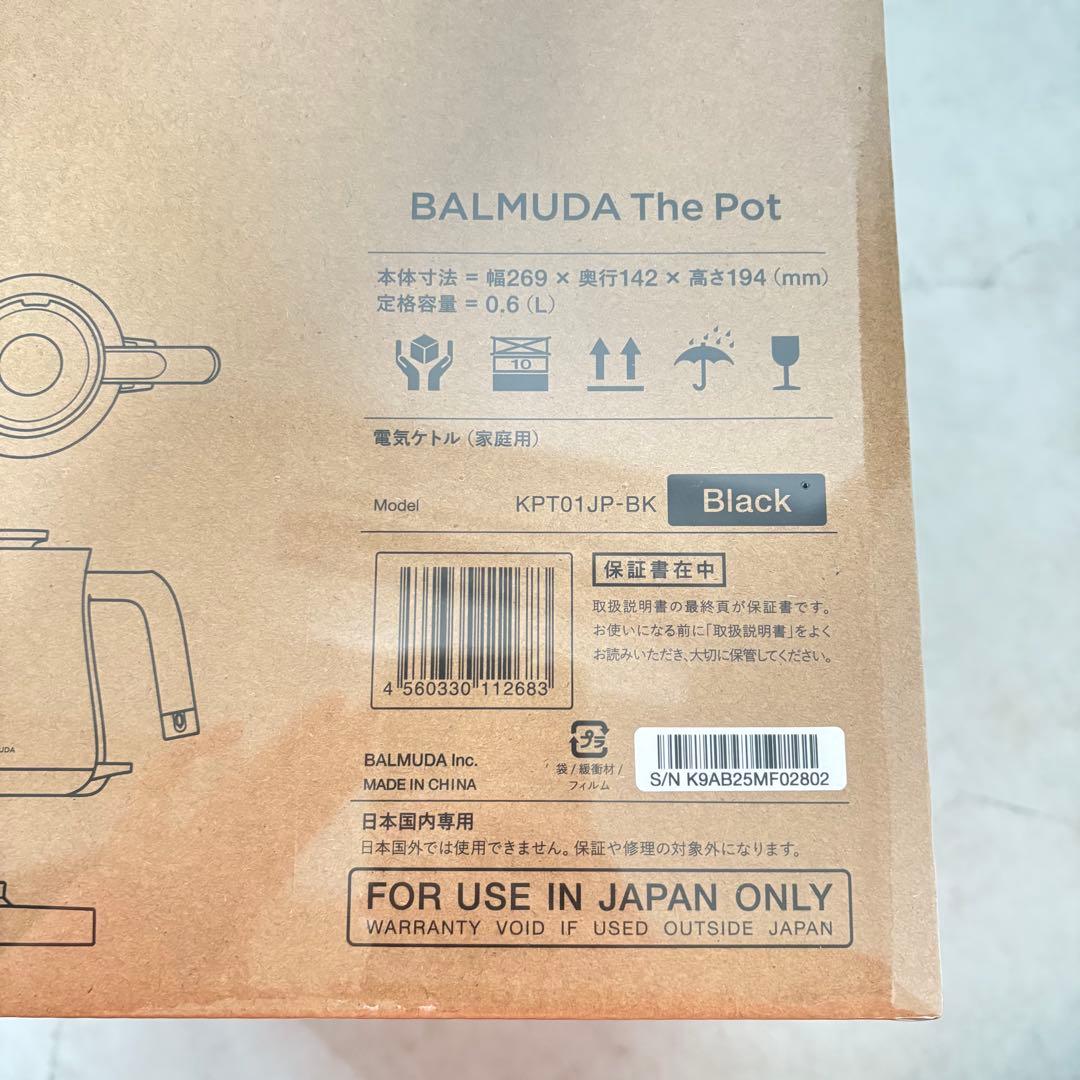 BALMUDA The Pot
本体寸法 = 幅269 × 奥行142 × 高さ194 (mm)
定格容量 = 0.6 (L)
10
電気ケトル (家庭用)
Model KPT01JP-BK Black
保証書在中
取扱説明書の最終頁が保証書です。
お使いになる前に「取扱説明書」をよく
お読みいただき、大切に保管してください。
4 560330 112683
プラ
袋 / 緩衝材 /
フィルム
BALMUDA Inc.
MADE IN CHINA
S/N K9AB25MF02802
日本国内専用
日本国外では使用できません。保証や修理の対象外になります。
FOR USE IN JAPAN ONLY
WARRANTY VOID IF USED OUTSIDE JAPAN